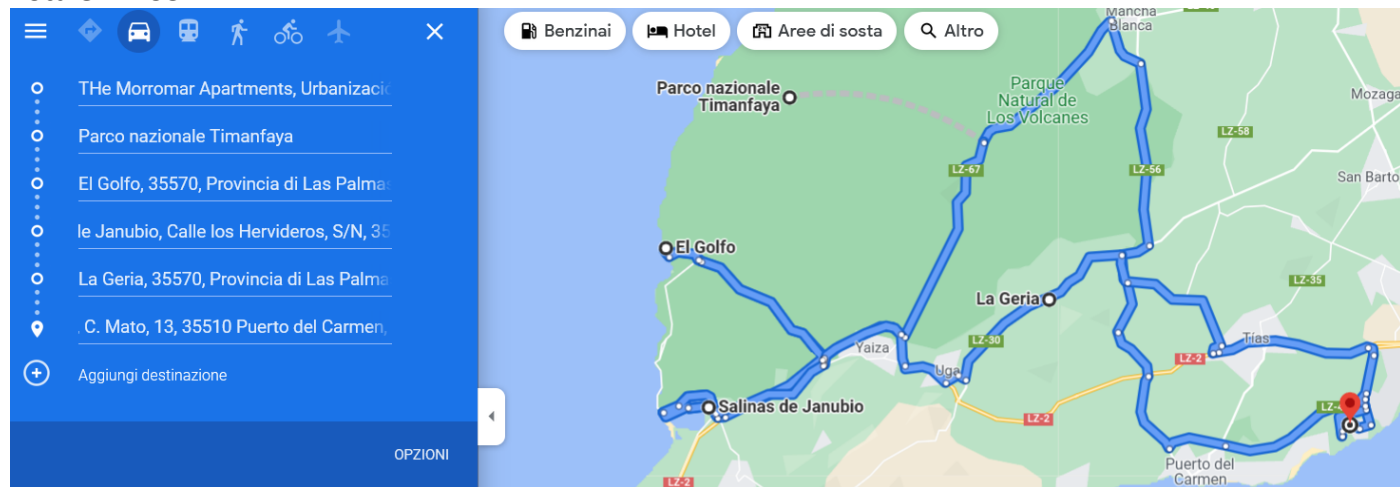 THe Morromar Apartments, Urbanizació
Parco nazionale Timanfaya
El Golfo, 35570, Provincia di Las Palmas
le Janubio, Calle los Hervideros, S/N, 35
La Geria, 35570, Provincia di Las Palma
. C. Mato, 13, 35510 Puerto del Carmen,
Aggiungi destinazione
OPZIONI
Benzinai
Hotel
Aree di sosta
Altro
Mancha
Blanca
Parco nazionale
Timanfaya
Parque
Natural de
Los Volcanes
Mozaga
LZ-58
LZ-67
LZ-56
San Barto
El Golfo
La Geria
LZ-35
LZ-30
Yaiza
Tías
LZ-2
Uga
Salinas de Janubio
LZ-2
Puerto del
Carmen
LZ-2